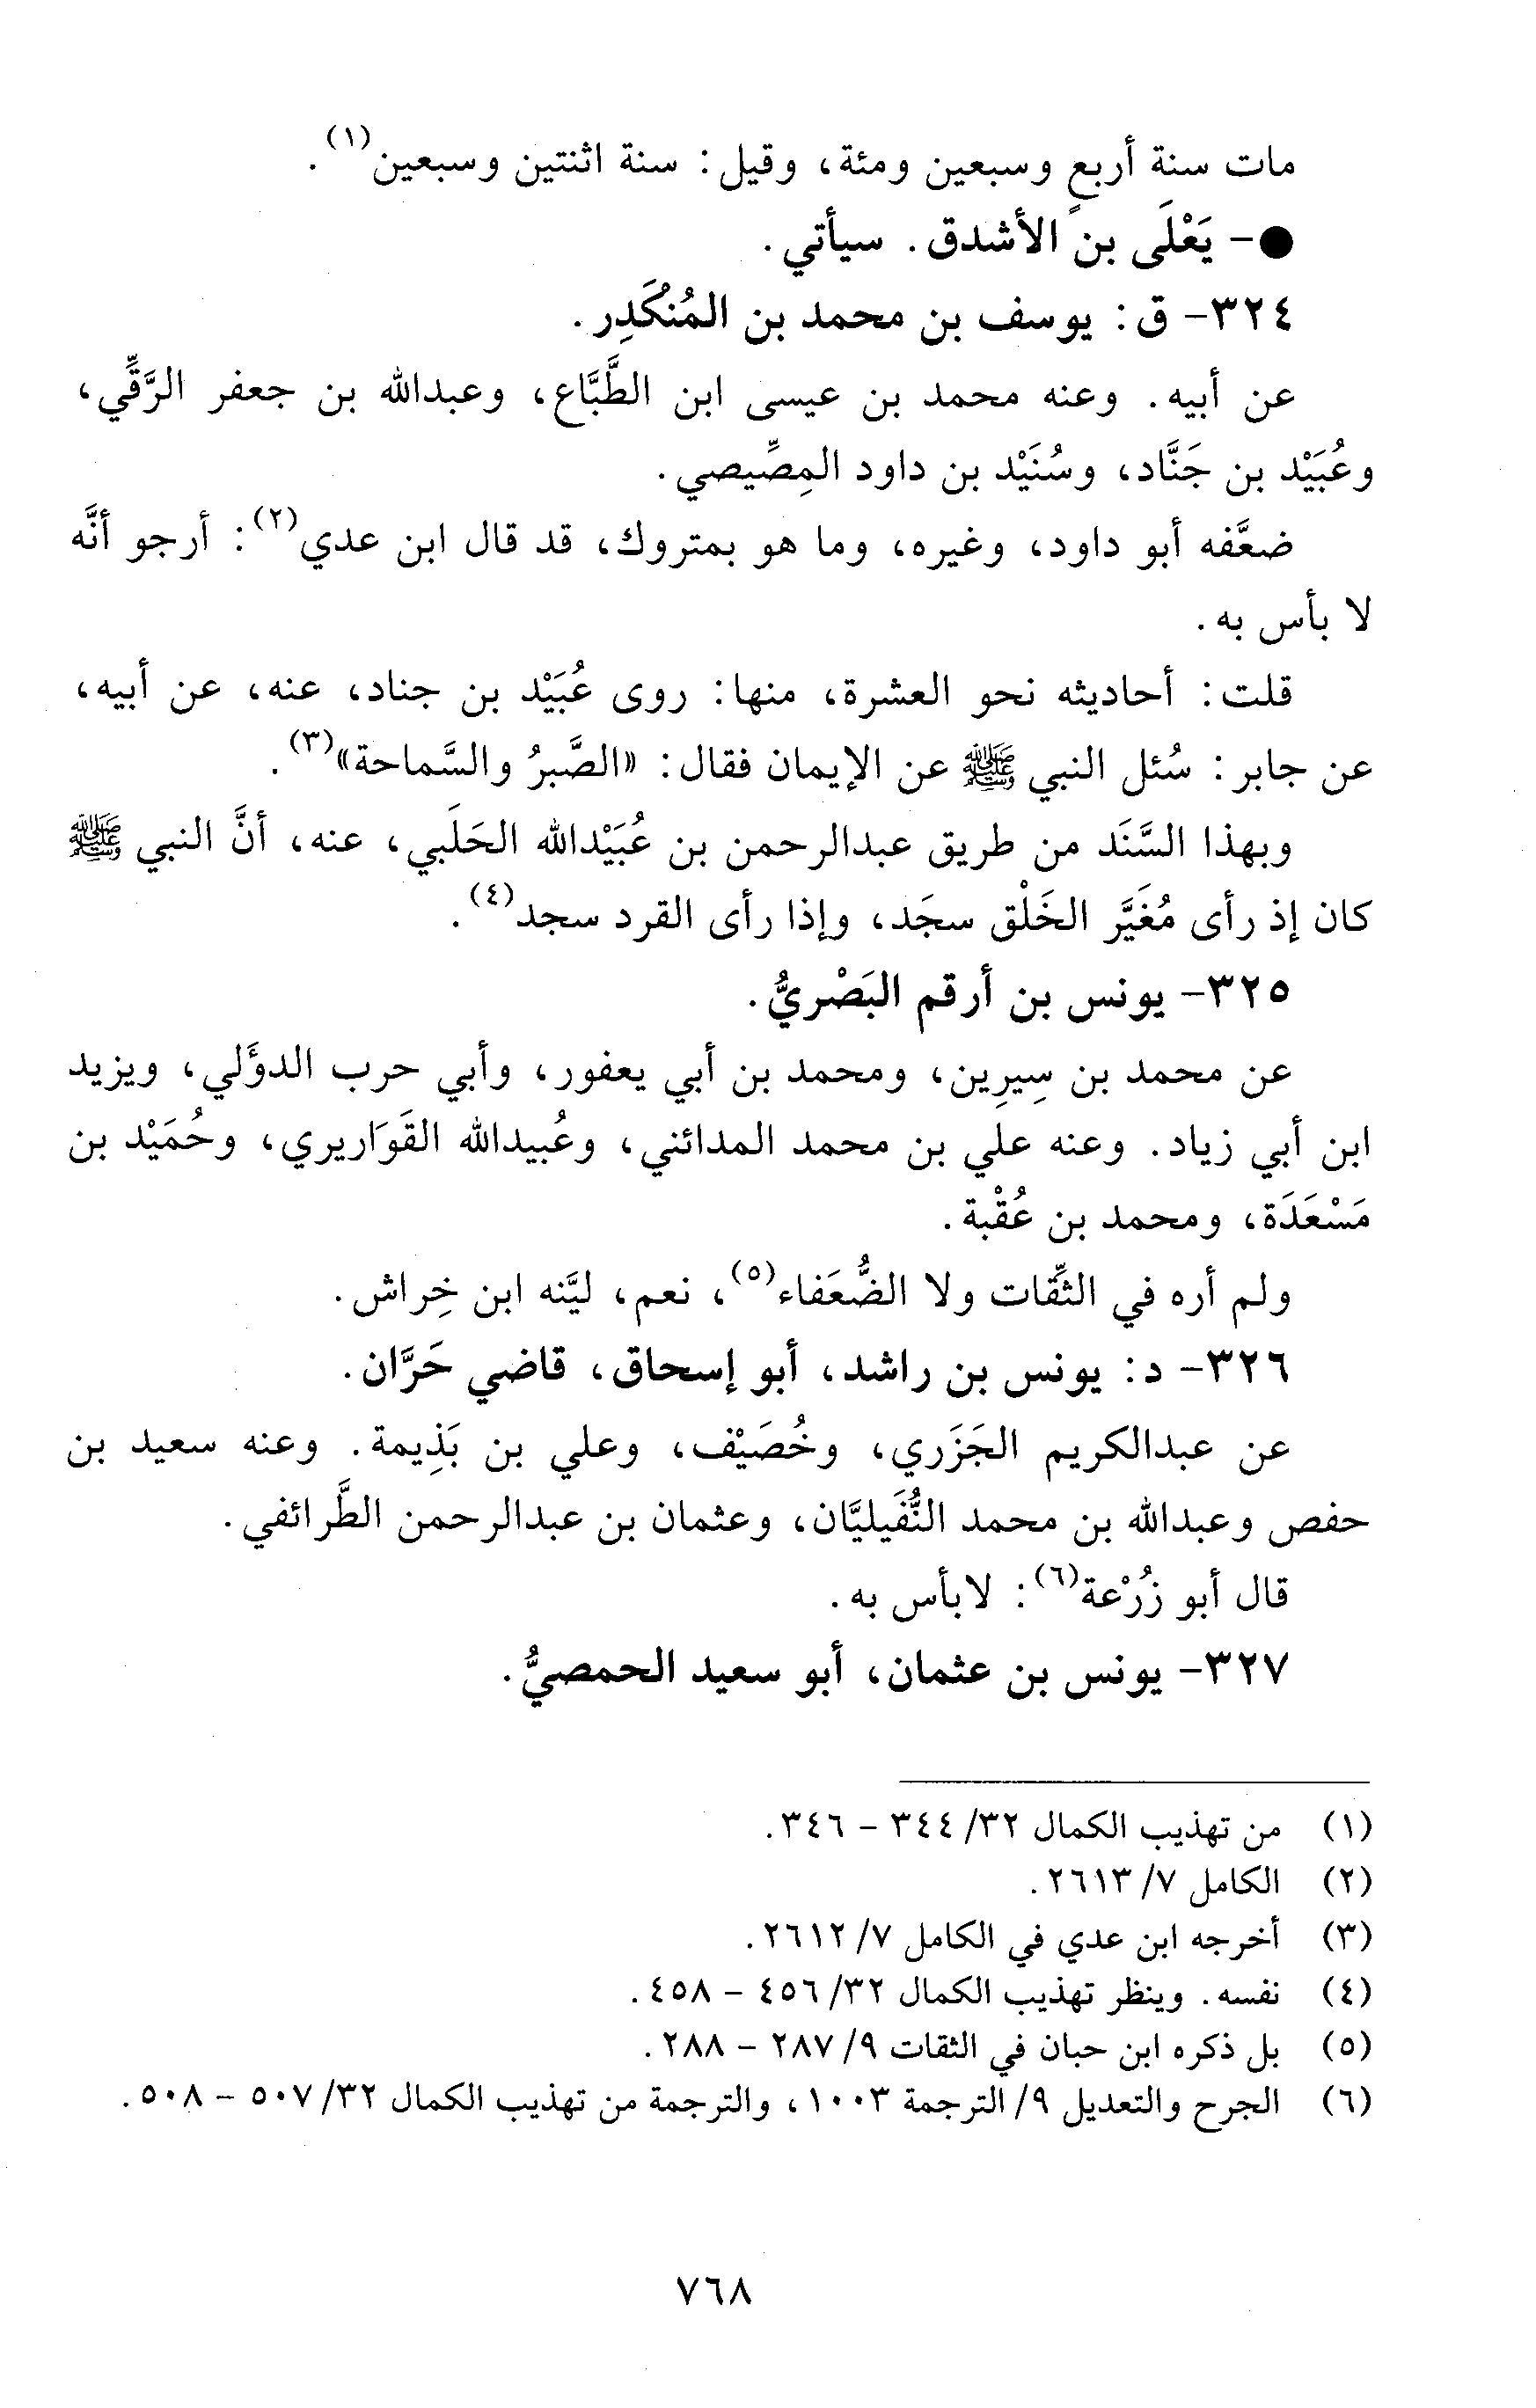 مات سنة أربعٍ وسبعين ومئة، وقيل: سنة اثنتين وسبعين(١).
●- يَعْلَى بن الأشدق. سيأتي.
٣٢٤- ق: يوسف بن محمد بن المُنْكَدِر.
عن أبيه. وعنه محمد بن عيسى ابن الطَّبَّاع، وعبدالله بن جعفر الرَّقِّي،
وعُبَيْد بن جَنَّاد، وسُنَيْد بن داود المِصِّيصي.
ضعَّفه أبو داود، وغيره، وما هو بمتروك، قد قال ابن عدي(٢): أرجو أنَّه
لا بأس به.
قلت: أحاديثه نحو العشرة، منها: روى عُبَيْد بن جناد، عنه، عن أبيه،
عن جابر: سُئل النبي ﷺ عن الإيمان فقال: «الصَّبرُ والسَّماحة»(٣).
وبهذا السَّنَد من طريق عبدالرحمن بن عُبَيْدالله الحَلَبي، عنه، أنَّ النبي ﷺ
كان إذ رأى مُغَيَّر الخَلْق سجَد، وإذا رأى القرد سجد(٤).
٣٢٥- يونس بن أرقم البَصْريُّ.
عن محمد بن سِيرِين، ومحمد بن أبي يعفور، وأبي حرب الدؤَلي، ويزيد
ابن أبي زياد. وعنه علي بن محمد المدائني، وعُبيدالله القَوَاريري، وحُمَيْد بن
مَسْعَدَة، ومحمد بن عُقْبة.
ولم أره في الثِّقات ولا الضُّعَفاء(٥)، نعم، ليَّنه ابن خِراش.
٣٢٦- د: يونس بن راشد، أبو إسحاق، قاضي حَرَّان.
عن عبدالكريم الجَزَري، وخُصَيْف، وعلي بن بَذِيمة. وعنه سعيد بن
حفص وعبدالله بن محمد النُّفَيليَّان، وعثمان بن عبدالرحمن الطَّرائفي.
قال أبو زُرْعة(٦): لابأس به.
٣٢٧- يونس بن عثمان، أبو سعيد الحمصيُّ.
(١) من تهذيب الكمال ٣٢/ ٣٤٤ - ٣٤٦.
(٢) الكامل ٧/ ٢٦١٣.
(٣) أخرجه ابن عدي في الكامل ٧/ ٢٦١٢.
(٤) نفسه. وينظر تهذيب الكمال ٣٢/ ٤٥٦ - ٤٥٨.
(٥) بل ذكره ابن حبان في الثقات ٩/ ٢٨٧ - ٢٨٨.
(٦) الجرح والتعديل ٩/ الترجمة ١٠٠٣، والترجمة من تهذيب الكمال ٣٢/ ٥٠٧ - ٥٠٨.
٧٦٨